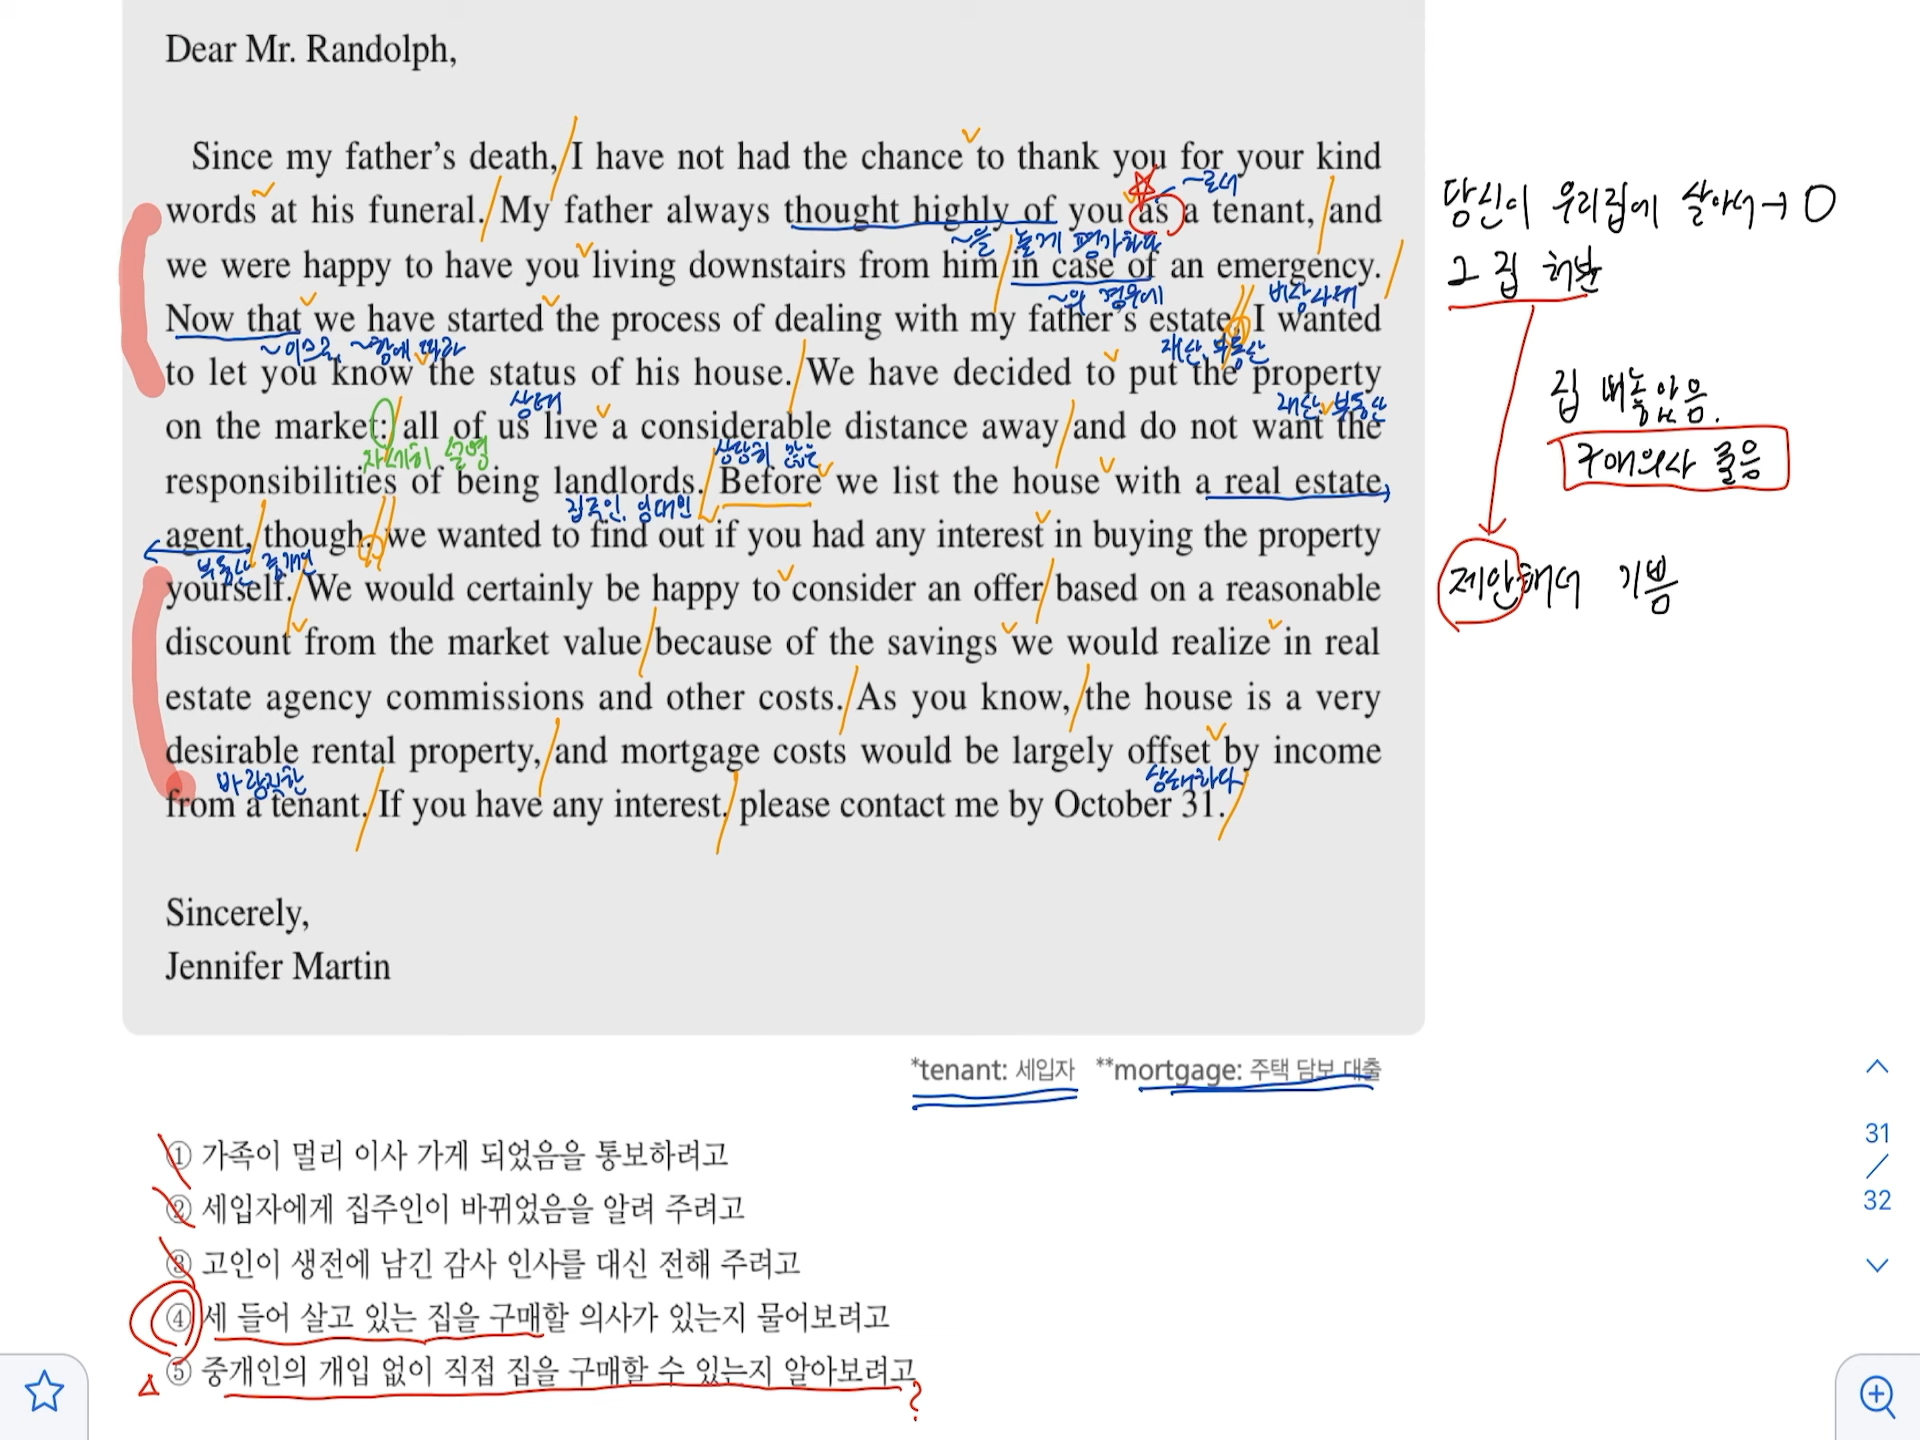 Dear Mr. Randolph,
Since my father's death, I have not had the chance to thank you for your kind
~로서
words at his funeral. My father always thought highly of you as a tenant, and
~을 높게 평가하다
we were happy to have you living downstairs from him in case of an emergency.
~의 경우에 비상사태
Now that we have started the process of dealing with my father's estate, I wanted
~이므로, ~함에 따라 재산, 부동산
to let you know the status of his house. We have decided to put the property
상태 재산, 부동산
on the market; all of us live a considerable distance away and do not want the
자세히 설명 상당히 많은
responsibilities of being landlords. Before we list the house with a real estate
집주인, 임대인
agent, though, we wanted to find out if you had any interest in buying the property
부동산 중개인
yourself. We would certainly be happy to consider an offer based on a reasonable
discount from the market value because of the savings we would realize in real
estate agency commissions and other costs. As you know, the house is a very
desirable rental property, and mortgage costs would be largely offset by income
바람직한 상쇄하다
from a tenant. If you have any interest, please contact me by October 31.
Sincerely,
Jennifer Martin
당신이 우리집에 살아서→O
그 집 처분
집 내놓았음.
구매의사 물음
제안해서 기쁨
*tenant: 세입자 **mortgage: 주택 담보 대출
① 가족이 멀리 이사 가게 되었음을 통보하려고
② 세입자에게 집주인이 바뀌었음을 알려 주려고
③ 고인이 생전에 남긴 감사 인사를 대신 전해 주려고
④ 세 들어 살고 있는 집을 구매할 의사가 있는지 물어보려고
⑤ 중개인의 개입 없이 직접 집을 구매할 수 있는지 알아보려고
?
31
/
32